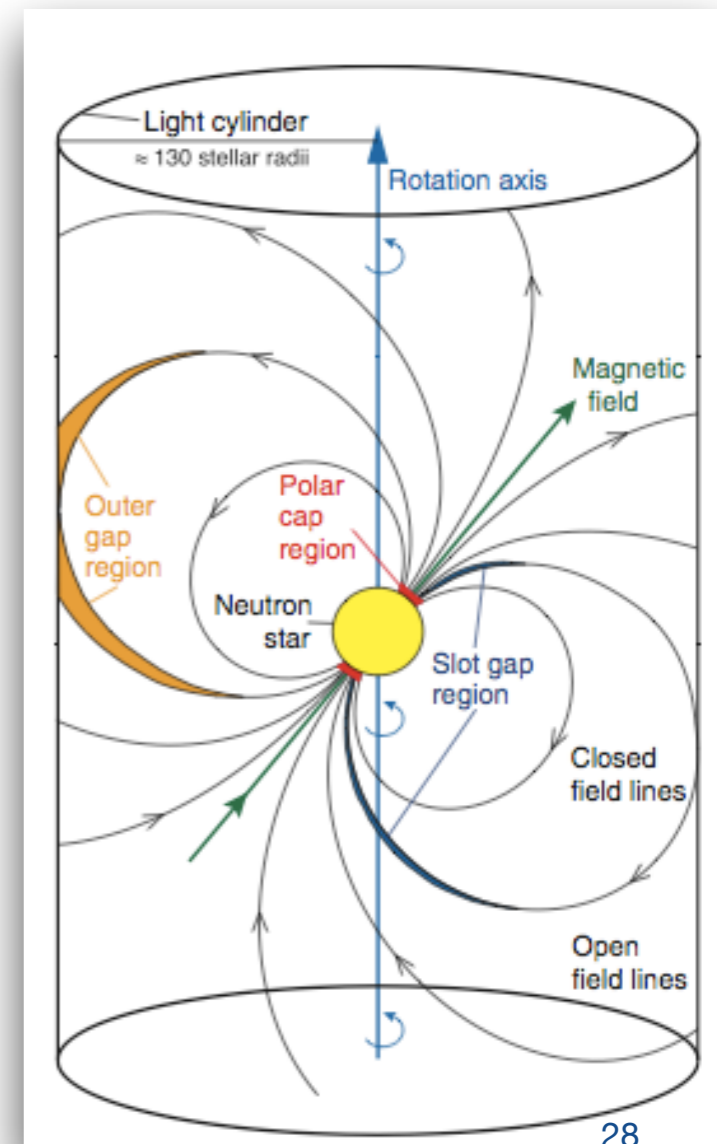 Light cylinder
≈ 130 stellar radii
Rotation axis
Magnetic
field
Outer
gap
region
Polar
cap
region
Neutron
star
Slot gap
region
Closed
field lines
Open
field lines
28